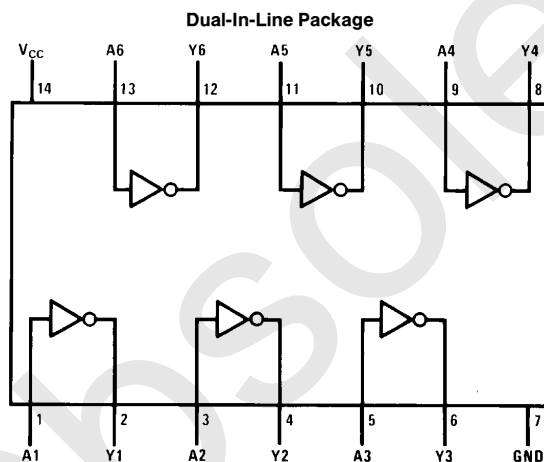 Dual-In-Line Package
VCC A6 Y6 A5 Y5 A4 Y4
14 13 12 11 10 9 8
1 2 3 4 5 6 7
A1 Y1 A2 Y2 A3 Y3 GND
obsole